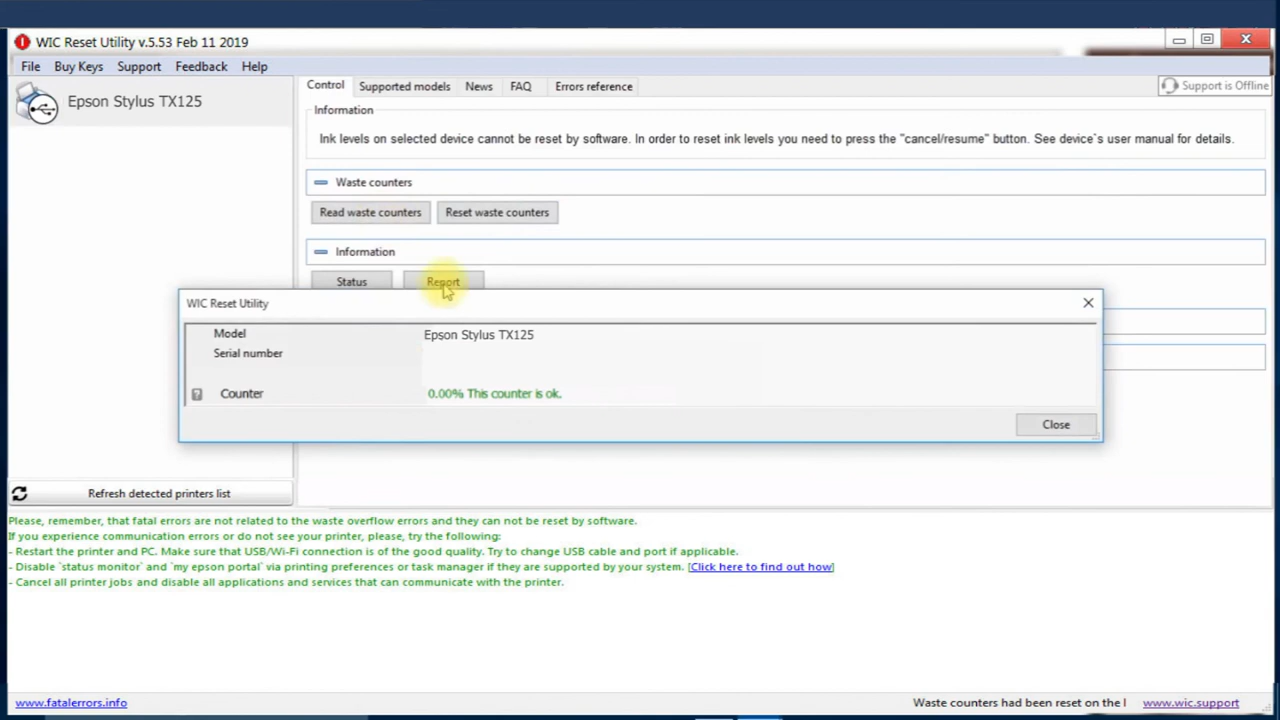 WIC Reset Utility v.5.53 Feb 11 2019
File Buy Keys Support Feedback Help
Epson Stylus TX125
Control Supported models News FAQ Errors reference
Support is Offline
Information
Ink levels on selected device cannot be reset by software. In order to reset ink levels you need to press the "cancel/resume" button. See device`s user manual for details.
Waste counters
Read waste counters Reset waste counters
Information
Status Report
WIC Reset Utility
Model Epson Stylus TX125
Serial number
? Counter 0.00% This counter is ok.
Close
Refresh detected printers list
Please, remember, that fatal errors are not related to the waste overflow errors and they can not be reset by software.
If you experience communication errors or do not see your printer, please, try the following:
- Restart the printer and PC. Make sure that USB/Wi-Fi connection is of the good quality. Try to change USB cable and port if applicable.
- Disable `status monitor` and `my epson portal` via printing preferences or task manager if they are supported by your system. [Click here to find out how]
- Cancel all printer jobs and disable all applications and services that can communicate with the printer.
www.fatalerrors.info
Waste counters had been reset on the
www.wic.support